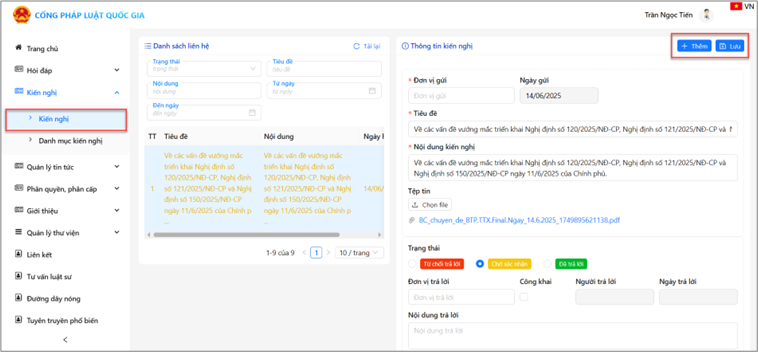 CỔNG PHÁP LUẬT QUỐC GIA
Trần Ngọc Tiến
VN
Trang chủ
Hỏi đáp
Kiến nghị
Kiến nghị
Danh mục kiến nghị
Quản lý tin tức
Phân quyền, phân cấp
Giới thiệu
Quản lý thư viện
Liên kết
Tư vấn luật sư
Đường dây nóng
Tuyên truyền phổ biến
Danh sách liên hệ
Tải lại
Trạng thái
trạng thái
Tiêu đề
tiêu đề
Nội dung
nội dung
Từ ngày
từ ngày
Đến ngày
đến ngày
TT Tiêu đề Nội dung Ngày
1
Về các vấn đề vướng mắc
triển khai Nghị định số
120/2025/NĐ-CP, Nghị
định số 121/2025/NĐ-CP
và Nghị định số
150/2025/NĐ-CP ngày
11/6/2025 của Chính p
...
Về các vấn đề vướng mắc
triển khai Nghị định số
120/2025/NĐ-CP, Nghị
định số 121/2025/NĐ-CP và Nghị
định số 150/2025/NĐ-CP
ngày 11/6/2025 của Chính p
...
14/06/
1-9 của 9
1
10 / trang
Thông tin kiến nghị
+ Thêm
Lưu
* Đơn vị gửi
Đơn vị gửi
Ngày gửi
14/06/2025
* Tiêu đề
Về các vấn đề vướng mắc triển khai Nghị định số 120/2025/NĐ-CP, Nghị định số 121/2025/NĐ-CP và
* Nội dung kiến nghị
Về các vấn đề vướng mắc triển khai Nghị định số 120/2025/NĐ-CP, Nghị định số 121/2025/NĐ-CP và
Nghị định số 150/2025/NĐ-CP ngày 11/6/2025 của Chính phủ.
Tệp tin
Chọn file
BC_chuyen_de_BTP.TTX.Final.Ngay_14.6.2025_1749895621138.pdf
Trạng thái
Từ chối trả lời
Chờ xác nhận
Đã trả lời
Đơn vị trả lời
Đơn vị trả lời
Công khai
Người trả lời
Ngày trả lời
Nội dung trả lời
Nội dung trả lời